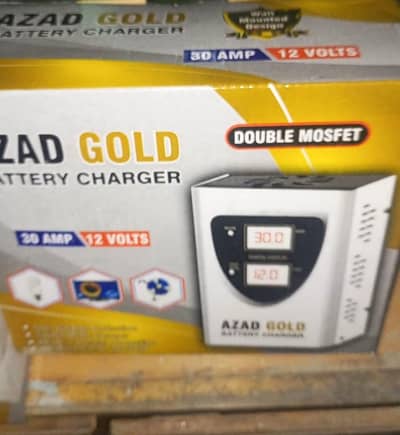 AZAD GOLD
BATTERY CHARGER
Wall
Mounted
Design
30 AMP 12 VOLTS
ZAD GOLD
ATTERY CHARGER
DOUBLE MOSFET
30 AMP 12 VOLTS
30.0
12.0
AZAD GOLD
BATTERY CHARGER